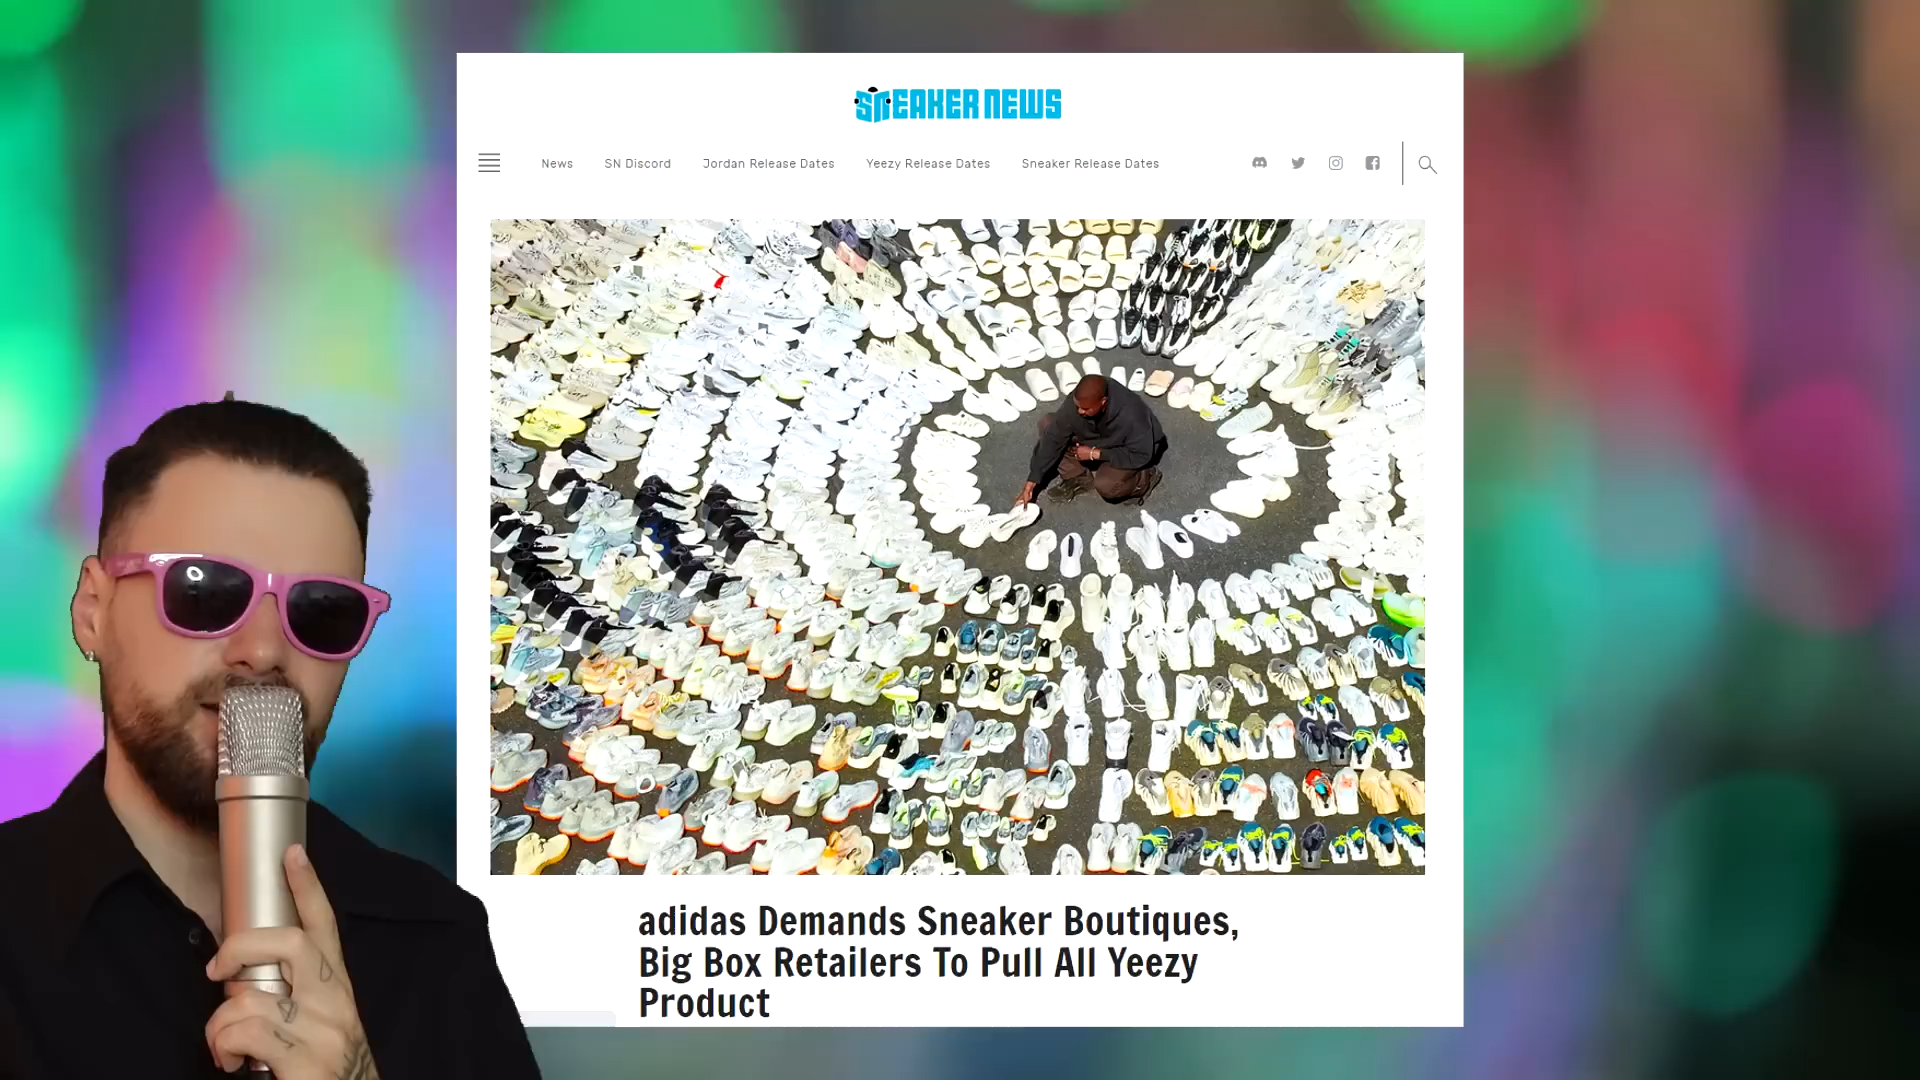 SNEAKER NEWS
News SN Discord Jordan Release Dates Yeezy Release Dates Sneaker Release Dates
adidas Demands Sneaker Boutiques,
Big Box Retailers To Pull All Yeezy
Product